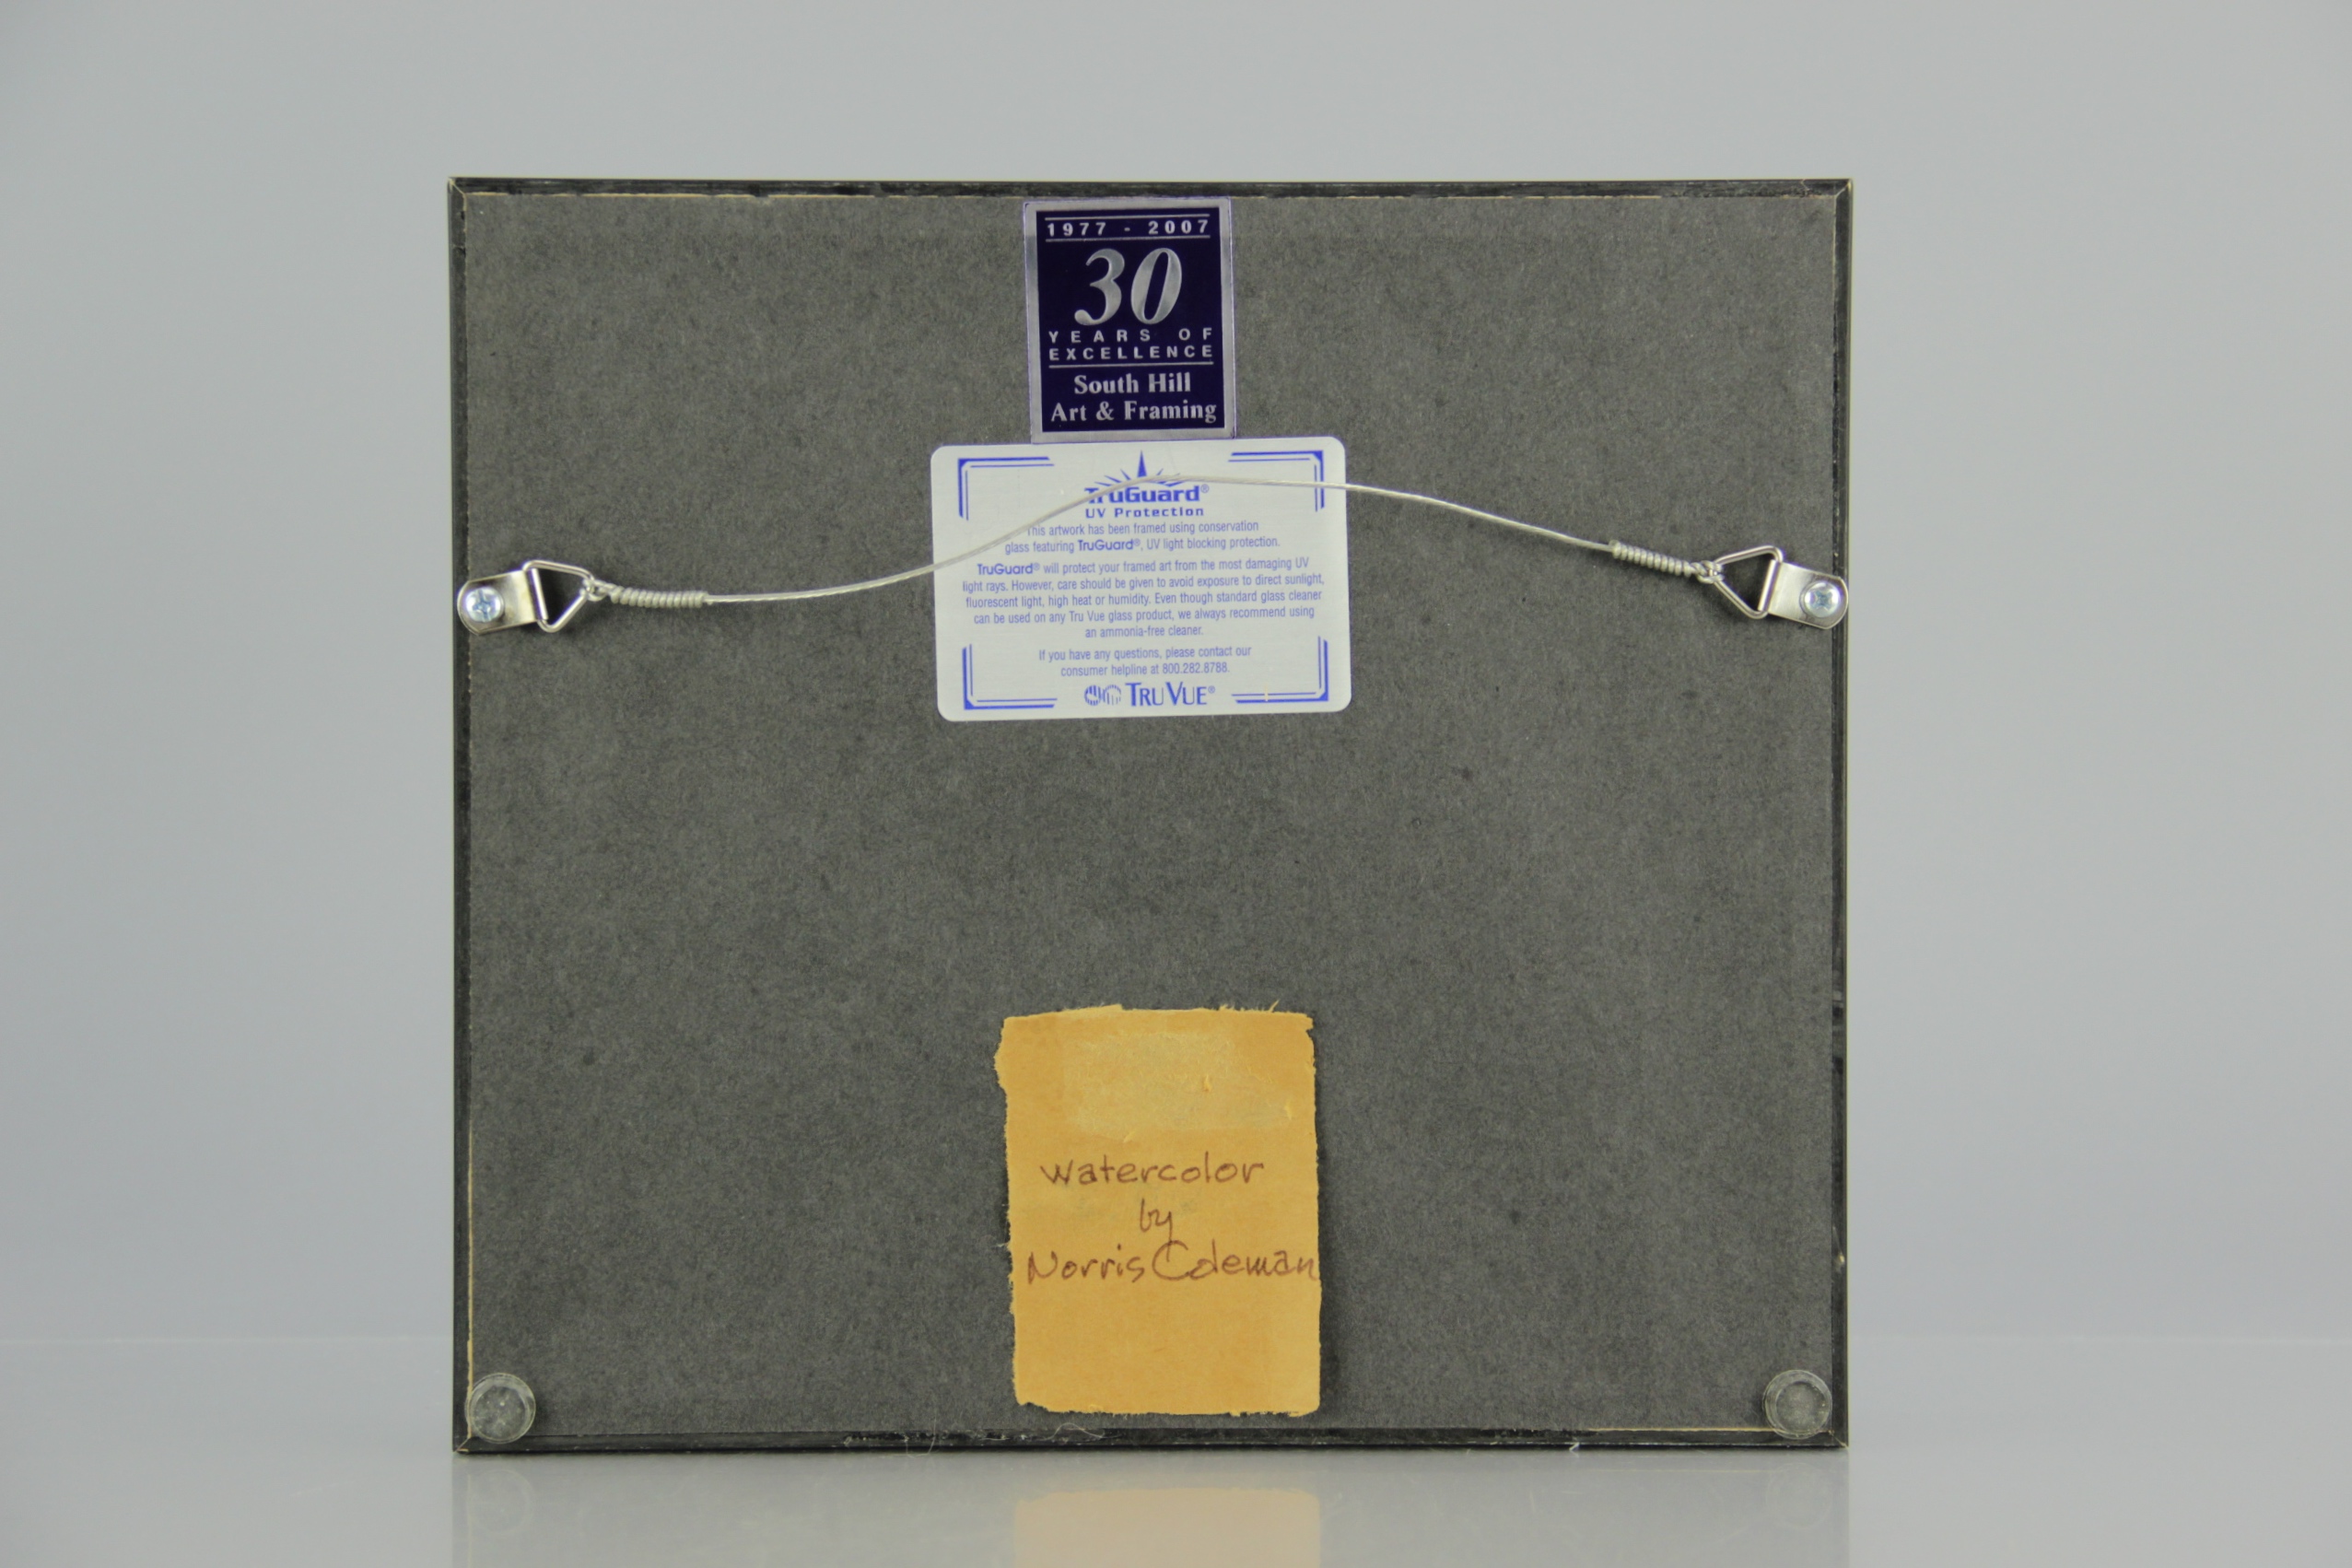 1977 - 2007
30
YEARS OF
EXCELLENCE
South Hill
Art & Framing
TruGuard®
UV Protection
This artwork has been framed using conservation
glass featuring TruGuard®, UV light blocking protection.
TruGuard® will protect your framed art from the most damaging UV
light rays. However, care should be given to avoid exposure to direct sunlight,
fluorescent light, high heat or humidity. Even though standard glass cleaner
can be used on any Tru Vue glass product, we always recommend using
an ammonia-free cleaner.
If you have any questions, please contact our
consumer helpline at 800.282.8788.
TRU VUE®
watercolor
by
Norris Coleman